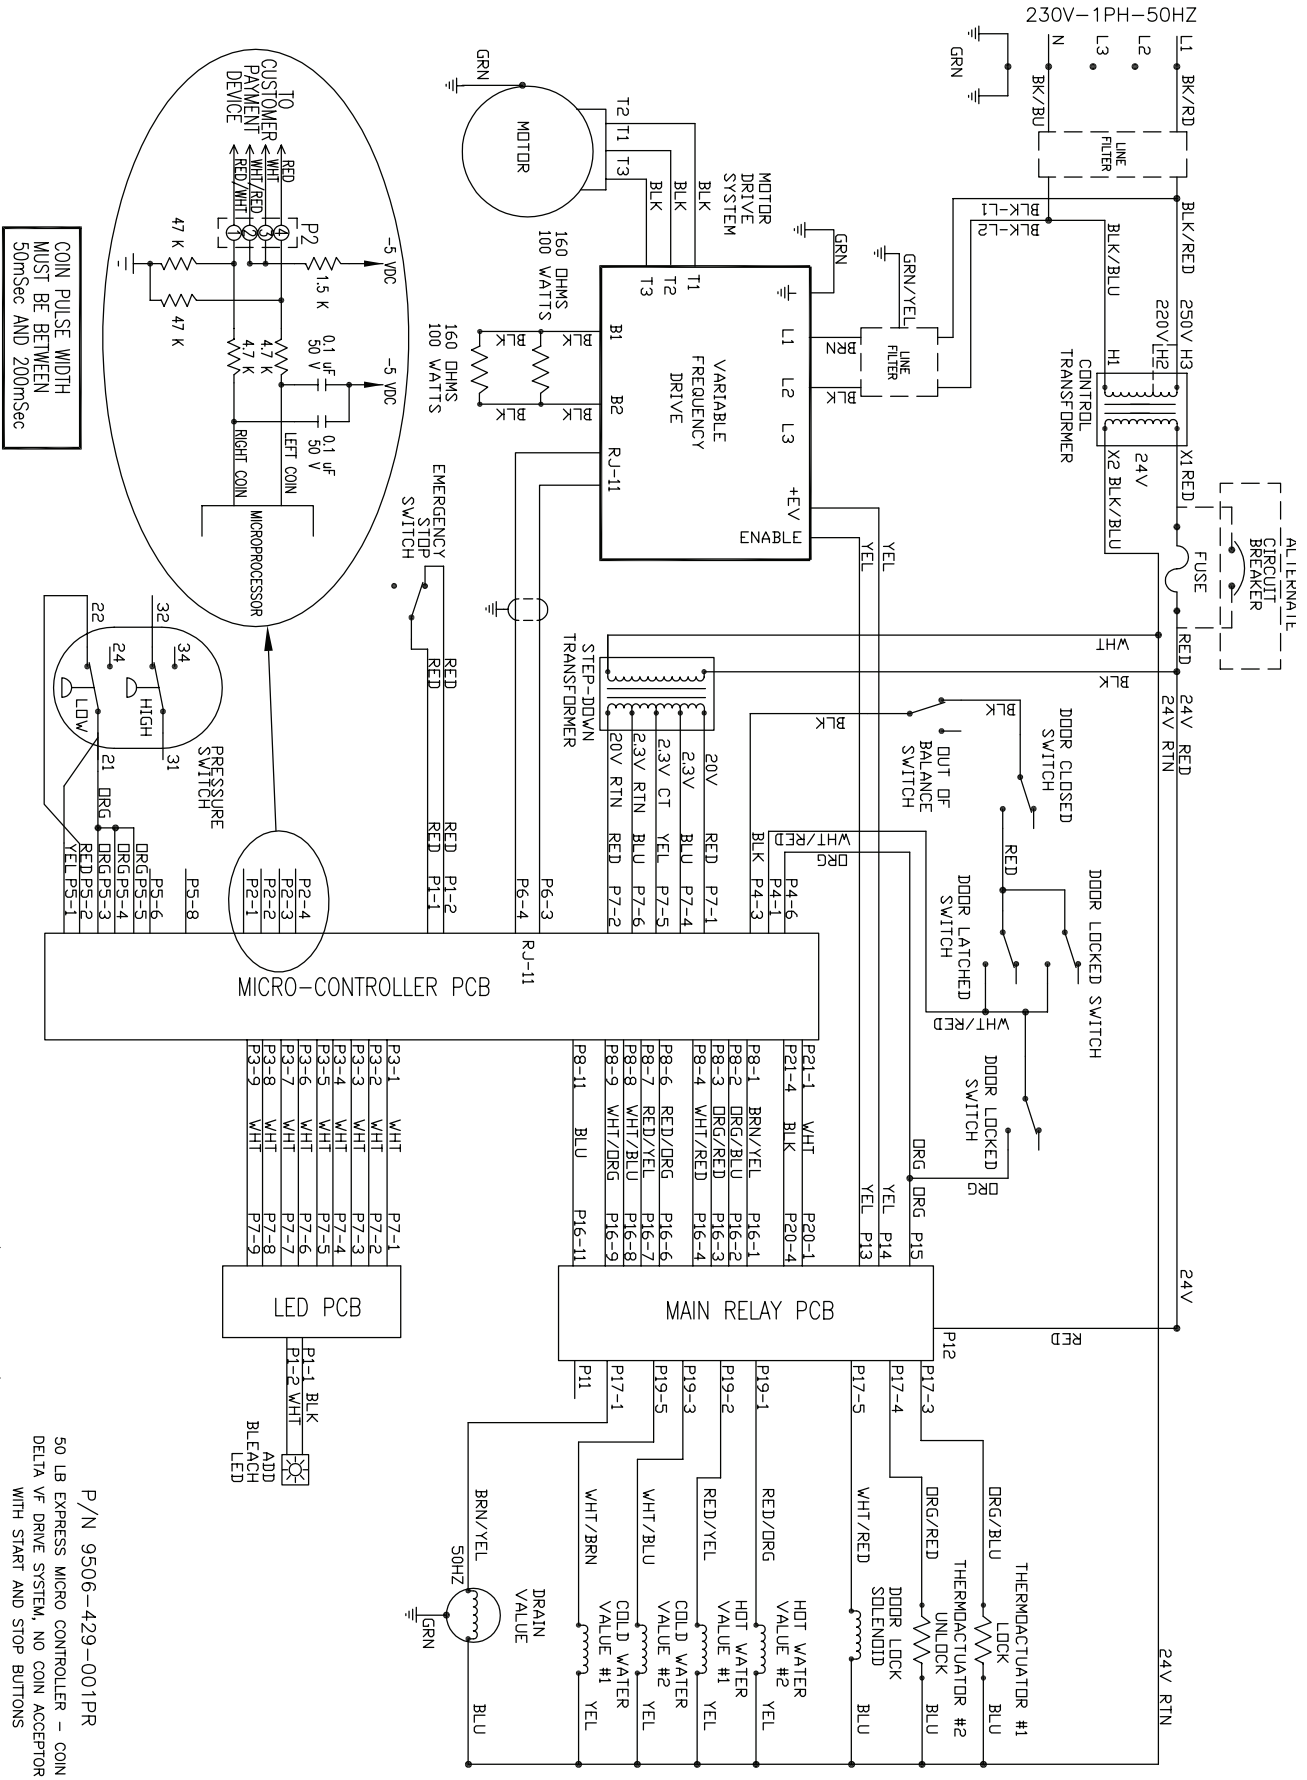 230V-1PH-50HZ
L1
L2
L3
N
GRN
BK/RD
BK/BU
LINE
FILTER
BLK/RED
BLK-L1
BLK-L2
BLK/BLU
250V H3
220V H2
H1
CONTROL
TRANSFORMER
X1 RED
24V
X2 BLK/BLU
ALTERNATE
CIRCUIT
BREAKER
FUSE
RED
WHT
BLK
24V RED
24V RTN
24V
RED
24V RTN
GRN
MOTOR
T2
T1
T3
BLK
BLK
BLK
MOTOR
DRIVE
SYSTEM
GRN
GRN/YEL
LINE
FILTER
BRN
BLK
T1
T2
T3
L1
L2
L3
VARIABLE
FREQUENCY
DRIVE
B1
B2
RJ-11
+EV
ENABLE
YEL
YEL
160 OHMS
100 WATTS
160 OHMS
100 WATTS
BLK
BLK
BLK
BLK
EMERGENCY
STOP
SWITCH
RED
RED
RED
RED
P1-2
P1-1
STEP-DOWN
TRANSFORMER
20V
2.3V
2.3V CT
2.3V RTN
20V RTN
RED
BLU
YEL
BLU
RED
P7-1
P7-4
P7-5
P7-6
P7-2
P6-3
P6-4
RJ-11
BLK
BLK
OUT OF
BALANCE
SWITCH
DOOR CLOSED
SWITCH
RED
DOOR LATCHED
SWITCH
DOOR LOCKED SWITCH
WHT/RED
DOOR LOCKED
SWITCH
ORG
WHT/RED
ORG
BLK
P4-6
P4-1
P4-3
TO
CUSTOMER
PAYMENT
DEVICE
RED
WHT
WHT/RED
RED/WHT
P2
4
3
2
1
-5 VDC
1.5 K
47 K
47 K
4.7 K
4.7 K
0.1 uF
50 V
-5 VDC
0.1 uF
50 V
LEFT COIN
RIGHT COIN
MICROPROCESSOR
COIN PULSE WIDTH
MUST BE BETWEEN
50mSec AND 200mSec
32
34
22
24
HIGH
LOW
31
21
PRESSURE
SWITCH
ORG
ORG
ORG
ORG
RED
YEL
P5-8
P5-6
P5-5
P5-4
P5-3
P5-2
P5-1
P2-4
P2-3
P2-2
P2-1
MICRO-CONTROLLER PCB
P21-1 WHT P20-1
P21-4 BLK P20-4
P8-1 BRN/YEL P16-1
P8-2 ORG/BLU P16-2
P8-3 ORG/RED P16-3
P8-4 WHT/RED P16-4
P8-6 RED/ORG P16-6
P8-7 RED/YEL P16-7
P8-8 WHT/BLU P16-8
P8-9 WHT/ORG P16-9
P8-11 BLU P16-11
P3-1 WHT P7-1
P3-2 WHT P7-2
P3-3 WHT P7-3
P3-4 WHT P7-4
P3-5 WHT P7-5
P3-6 WHT P7-6
P3-7 WHT P7-7
P3-8 WHT P7-8
P3-9 WHT P7-9
ORG
ORG P15
YEL P14
YEL P13
MAIN RELAY PCB
P12
LED PCB
P1-1 BLK
P1-2 WHT
ADD
BLEACH
LED
P17-3
P17-4
P17-5
P19-1
P19-2
P19-3
P19-5
P17-1
P11
ORG/BLU
THERMOACTUATOR #1
LOCK
BLU
ORG/RED
THERMOACTUATOR #2
UNLOCK
BLU
WHT/RED
DOOR LOCK
SOLENOID
BLU
RED/ORG
HOT WATER
VALUE #2
YEL
RED/YEL
HOT WATER
VALUE #1
YEL
WHT/BLU
COLD WATER
VALUE #2
YEL
WHT/BRN
COLD WATER
VALUE #1
YEL
BRN/YEL
50HZ
DRAIN
VALUE
GRN
BLU
P/N 9506-429-001PR
50 LB EXPRESS MICRO CONTROLLER - COIN
DELTA VF DRIVE SYSTEM, NO COIN ACCEPTOR
WITH START AND STOP BUTTONS